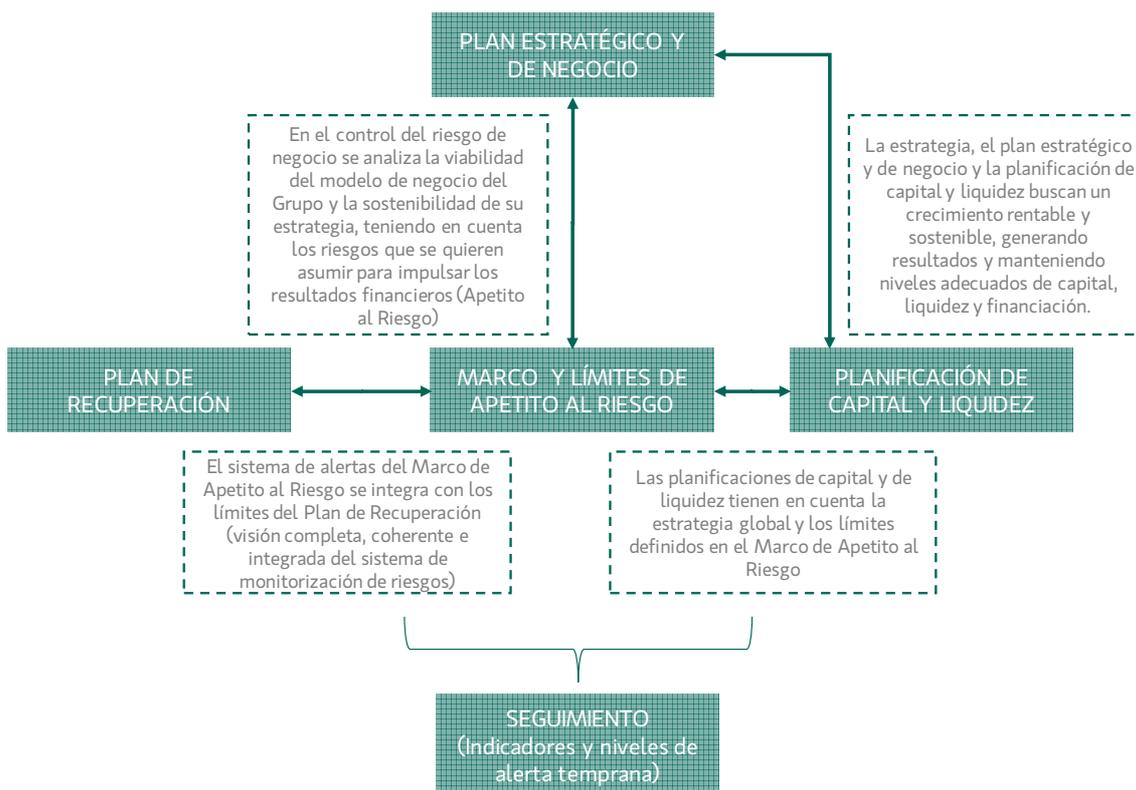 PLAN ESTRATÉGICO Y
DE NEGOCIO
En el control del riesgo de
negocio se analiza la viabilidad
del modelo de negocio del
Grupo y la sostenibilidad de su
estrategia, teniendo en cuenta
los riesgos que se quieren
asumir para impulsar los
resultados financieros (Apetito
al Riesgo)
La estrategia, el plan estratégico
y de negocio y la planificación de
capital y liquidez buscan un
crecimiento rentable y
sostenible, generando
resultados y manteniendo
niveles adecuados de capital,
liquidez y financiación.
PLAN DE
RECUPERACIÓN
MARCO Y LÍMITES DE
APETITO AL RIESGO
PLANIFICACIÓN DE
CAPITAL Y LIQUIDEZ
El sistema de alertas del Marco de
Apetito al Riesgo se integra con los
límites del Plan de Recuperación
(visión completa, coherente e
integrada del sistema de
monitorización de riesgos)
Las planificaciones de capital y de
liquidez tienen en cuenta la
estrategia global y los límites
definidos en el Marco de Apetito al
Riesgo
SEGUIMIENTO
(Indicadores y niveles de
alerta temprana)